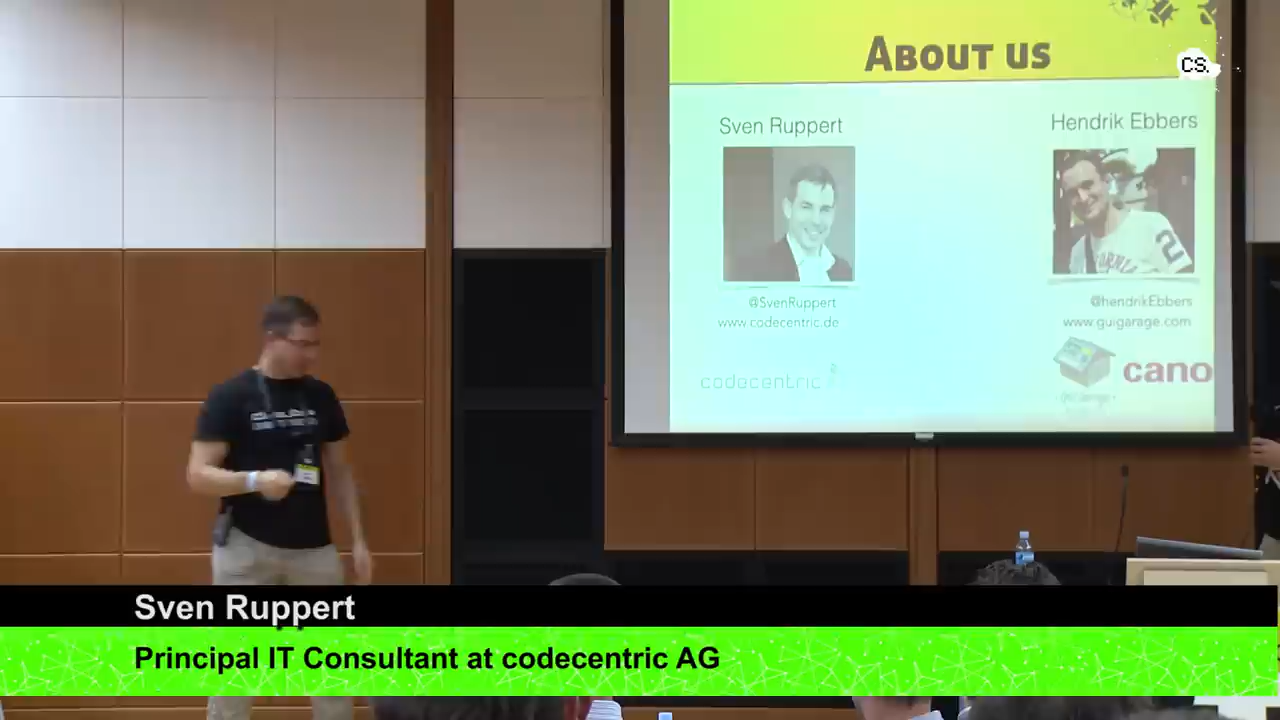 CS.
ABOUT US
Sven Ruppert
Hendrik Ebbers
@SvenRuppert
www.codecentric.de
codecentric
@hendrikEbbers
www.guigarage.com
cano
2
Sven Ruppert
Principal IT Consultant at codecentric AG